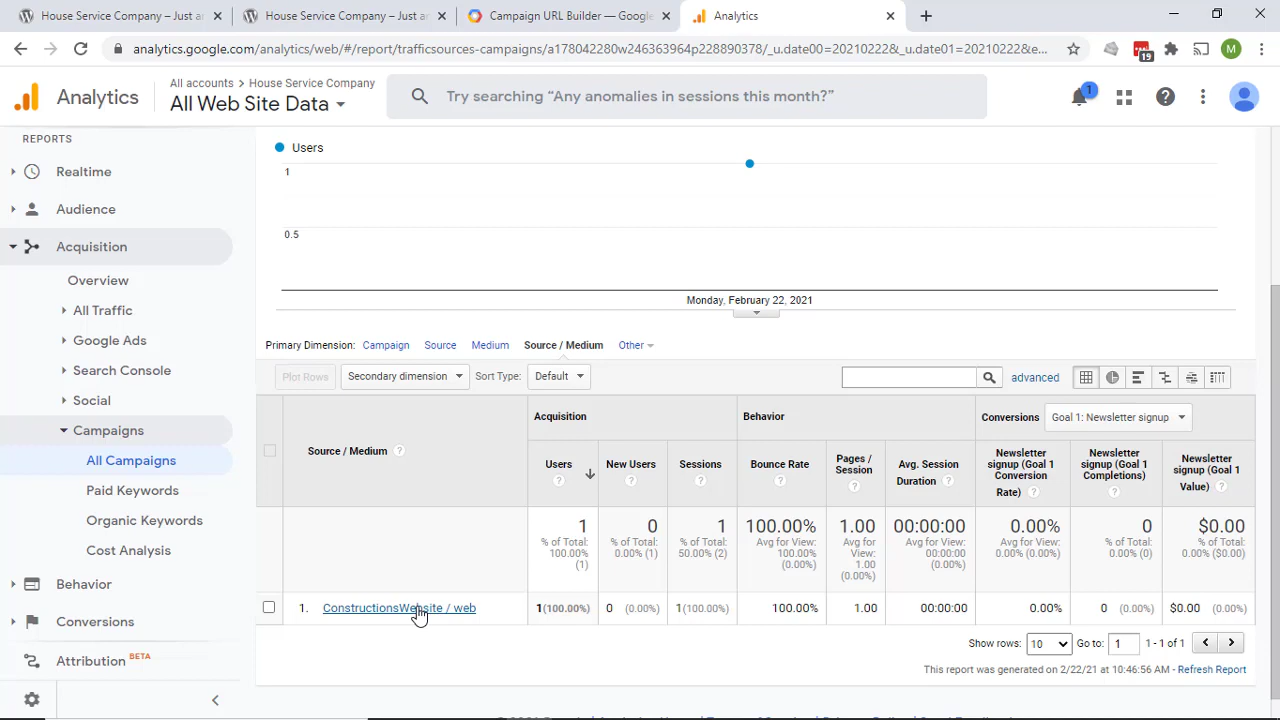 House Service Company — Just an
House Service Company — Just an
Campaign URL Builder — Google
Analytics
analytics.google.com/analytics/web/#/report/trafficsources-campaigns/a178042280w246363964p228890378/_u.date00=20210222&_u.date01=20210222&e...
19
M
Analytics
All accounts > House Service Company
All Web Site Data
Try searching “Any anomalies in sessions this month?”
1
REPORTS
Realtime
Audience
Acquisition
Overview
All Traffic
Google Ads
Search Console
Social
Campaigns
All Campaigns
Paid Keywords
Organic Keywords
Cost Analysis
Behavior
Conversions
Attribution BETA
Users
1
0.5
Monday, February 22, 2021
Primary Dimension: Campaign Source Medium Source / Medium Other
Plot Rows Secondary dimension Sort Type: Default advanced
Source / Medium
Acquisition
Behavior
Conversions Goal 1: Newsletter signup
Users
New Users
Sessions
Bounce Rate
Pages / Session
Avg. Session Duration
Newsletter signup (Goal 1 Conversion Rate)
Newsletter signup (Goal 1 Completions)
Newsletter signup (Goal 1 Value)
1 % of Total: 100.00% (1)
0 % of Total: 0.00% (1)
1 % of Total: 50.00% (2)
100.00% Avg for View: 100.00% (0.00%)
1.00 Avg for View: 1.00 (0.00%)
00:00:00 Avg for View: 00:00:00 (0.00%)
0.00% Avg for View: 0.00% (0.00%)
0 % of Total: 0.00% (0)
$0.00 % of Total: 0.00% ($0.00)
1. ConstructionsWebsite / web 1(100.00%) 0 (0.00%) 1(100.00%) 100.00% 1.00 00:00:00 0.00% 0 (0.00%) $0.00 (0.00%)
Show rows: 10 Go to: 1 1 - 1 of 1
This report was generated on 2/22/21 at 10:46:56 AM - Refresh Report